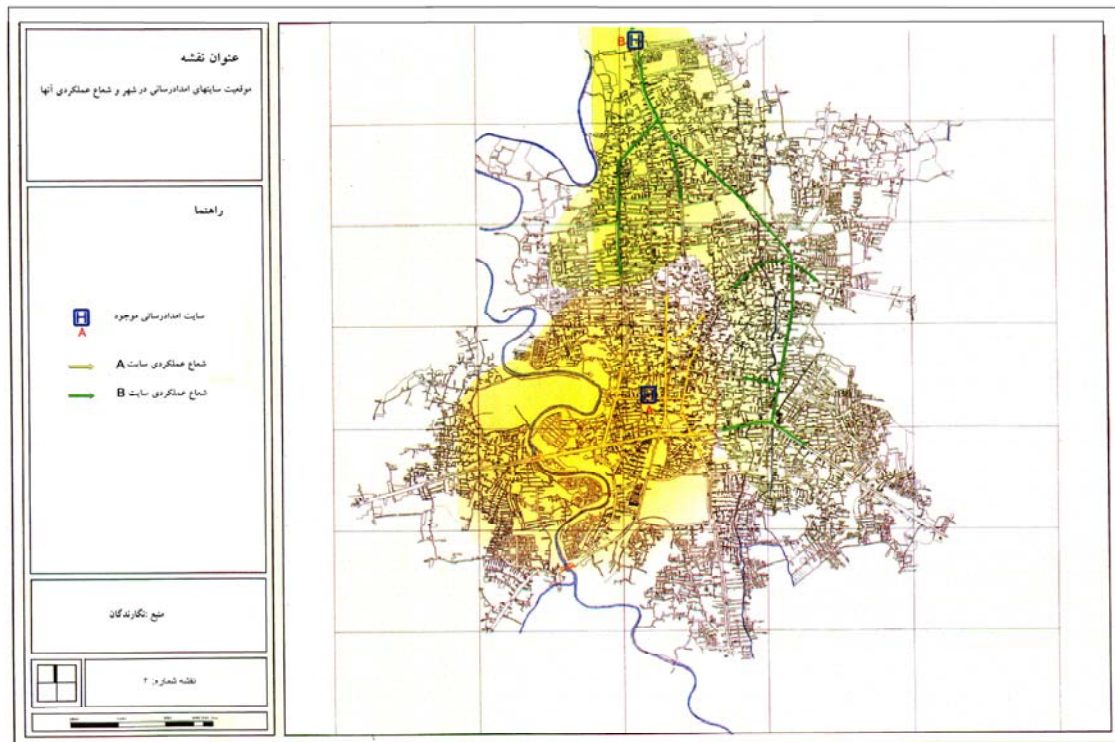 عنوان نقشه
موقعیت سایتهای امدادرسانی در شهر و شعاع عملکردی آنها
راهنما
سایت امدادرسانی موجود
A
شعاع عملکردی سایت A
شعاع عملکردی سایت B
منبع :نگارندگان
نقشه شماره: ۲
B
A